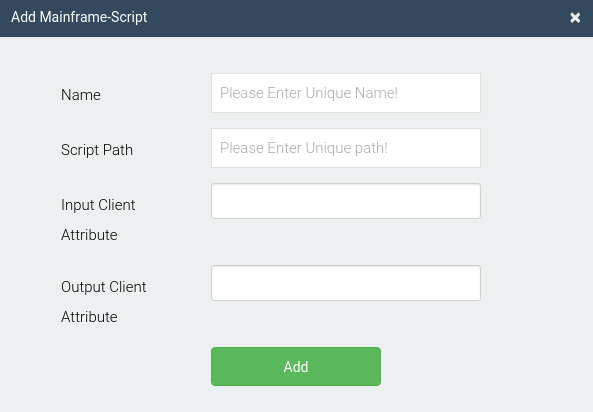 Add Mainframe-Script ×
Name
Please Enter Unique Name!
Script Path
Please Enter Unique path!
Input Client
Attribute
Output Client
Attribute
Add